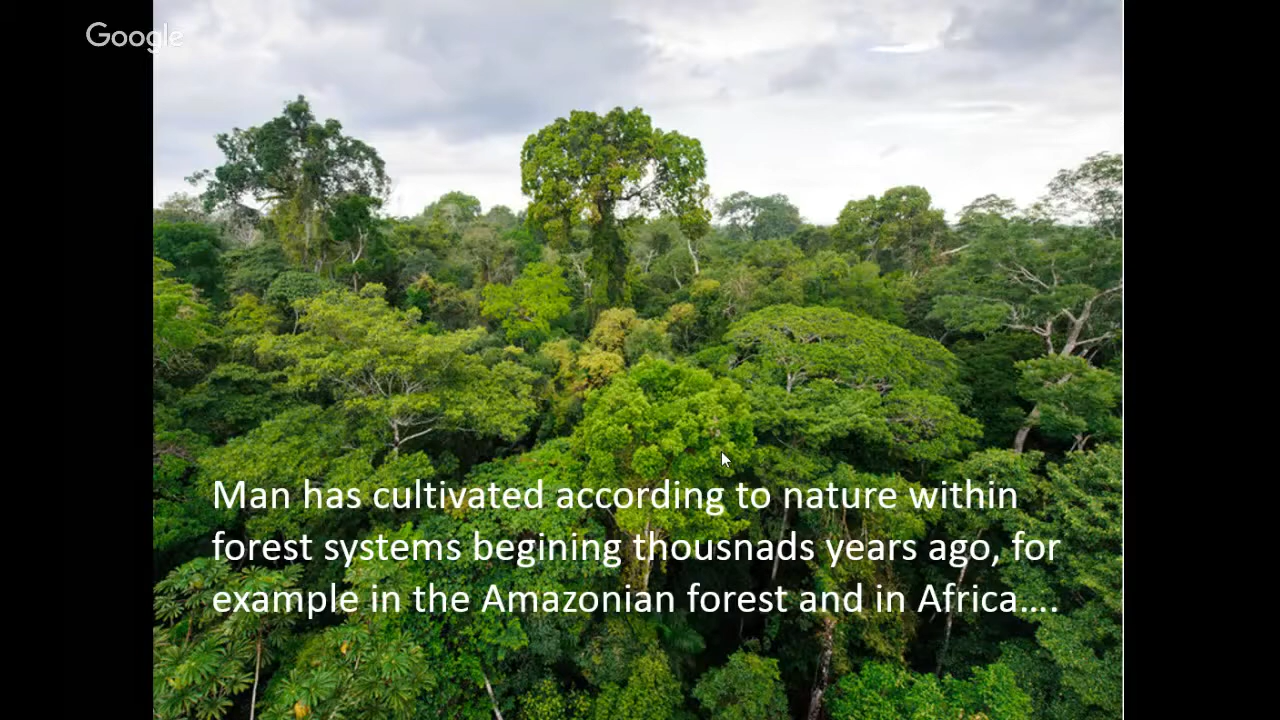 Google
Man has cultivated according to nature within
forest systems begining thousnads years ago, for
example in the Amazonian forest and in Africa....